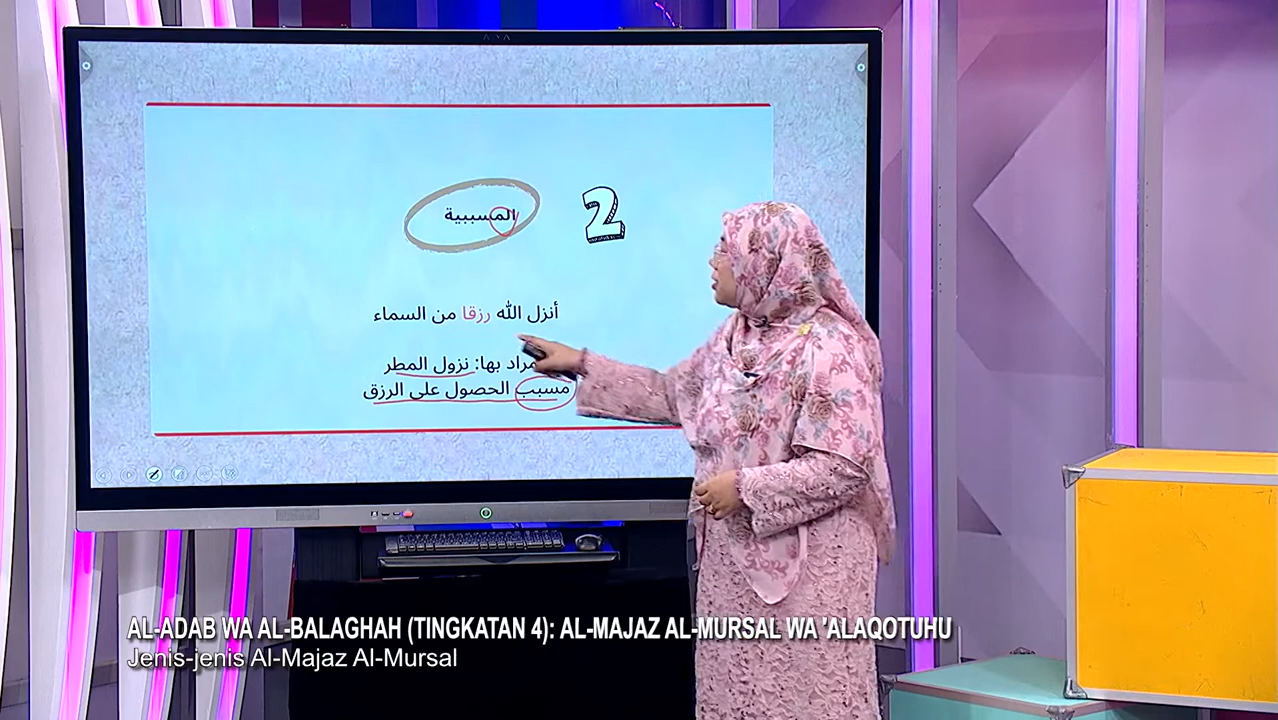 المسببية
2
أنزل الله رزقا من السماء
بها: نزول المطر
مسبب الحصول على الرزق
AL-ADAB WA AL-BALAGHAH (TINGKATAN 4): AL-MAJAZ AL-MURSAL WA 'ALAQOTUHU
Jenis-jenis Al-Majaz Al-Mursal